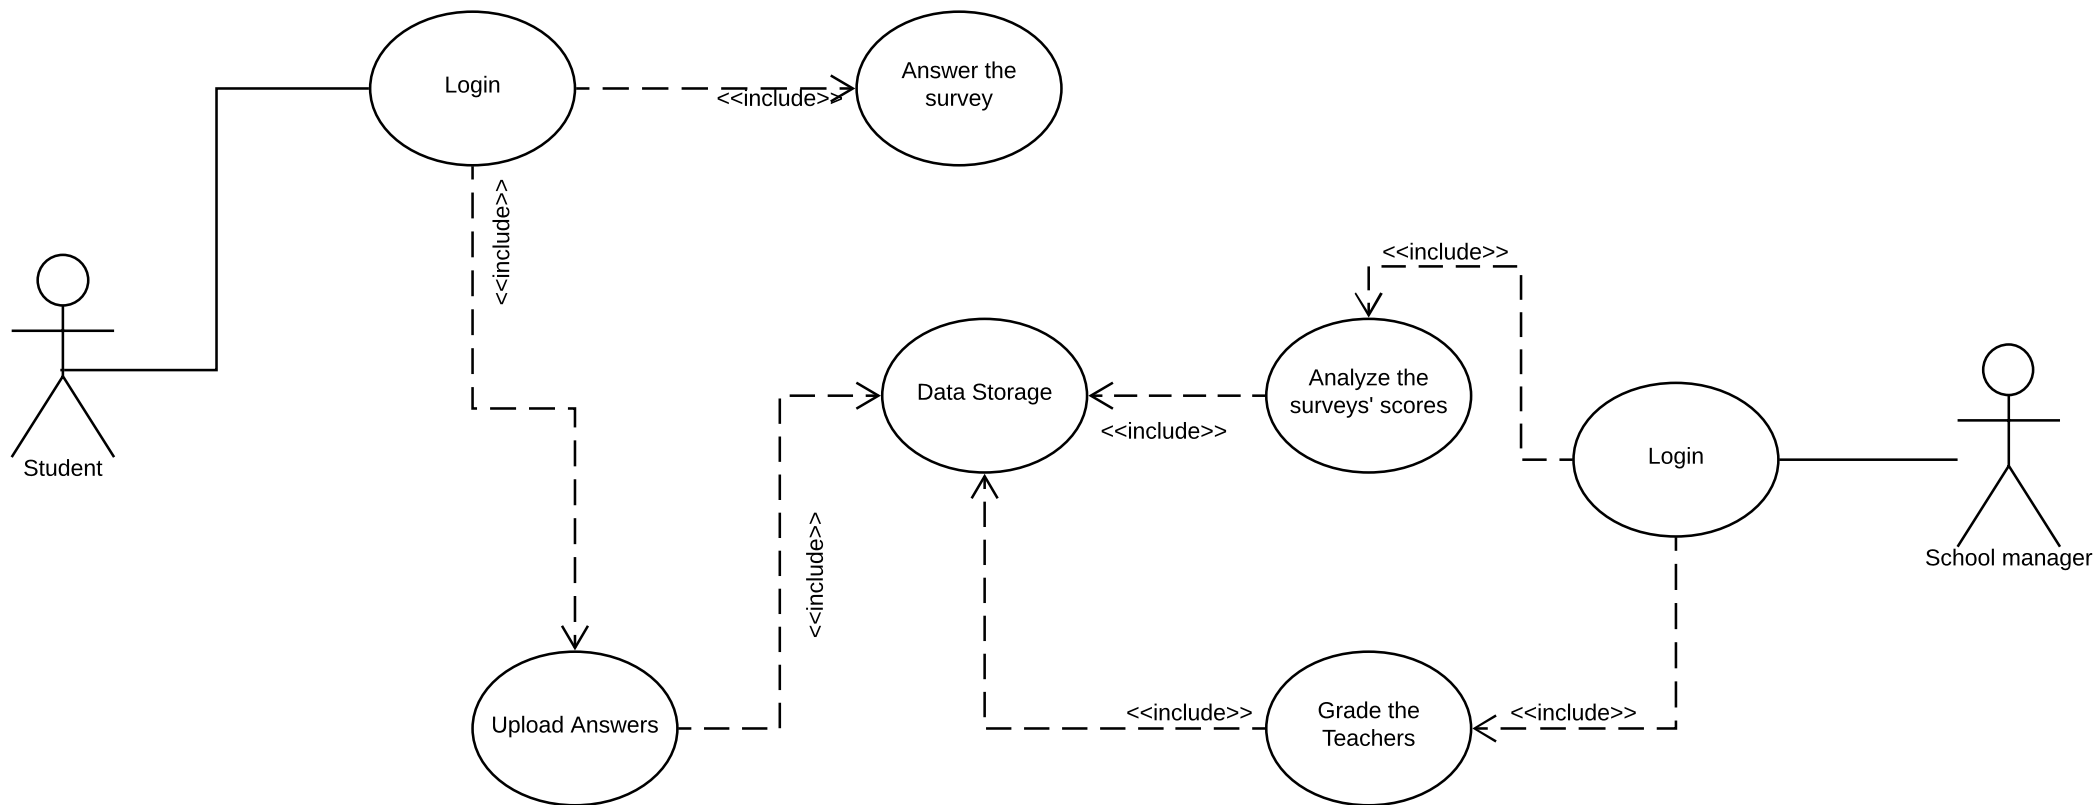 Login
<<include>>
Answer the
survey
<<include>>
Student
<<include>>
Data Storage
<<include>>
Analyze the
surveys' scores
Login
School manager
<<include>>
Upload Answers
<<include>>
Grade the
Teachers
<<include>>